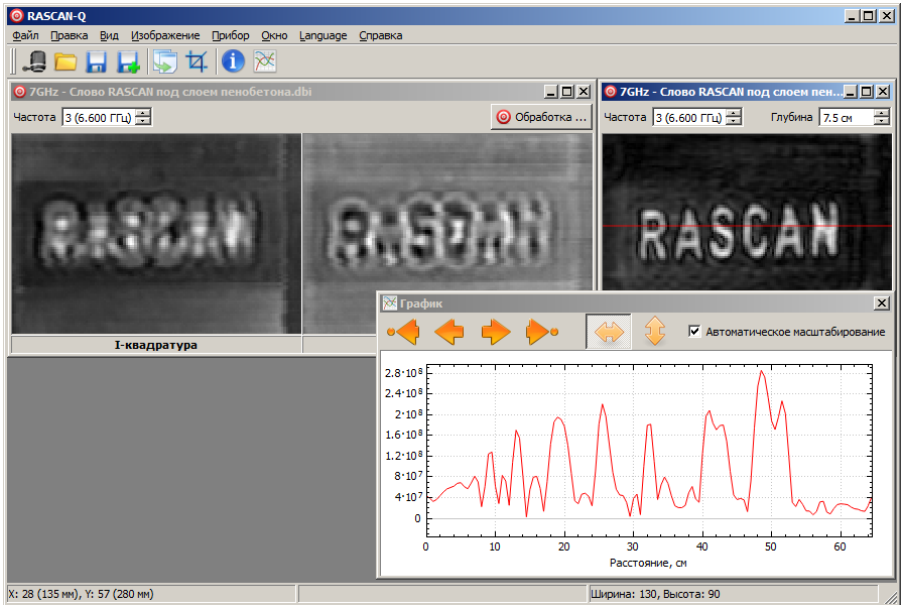 RASCAN-Q
Файл Правка Вид Изображение Прибор Окно Language Справка
7GHz - Слово RASCAN под слоем пенобетона.dbi
Частота 3 (6.600 ГГц) Обработка ...
RASCAN
I-квадратура
7GHz - Слово RASCAN под слоем пен...
Частота 3 (6.600 ГГц) Глубина 7.5 см
RASCAN
График
Автоматическое масштабирование
2.8·10⁸
2.4·10⁸
2·10⁸
1.6·10⁸
1.2·10⁸
8·10⁷
4·10⁷
0
0 10 20 30 40 50 60
Расстояние, см
X: 28 (135 мм), Y: 57 (280 мм) Ширина: 130, Высота: 90